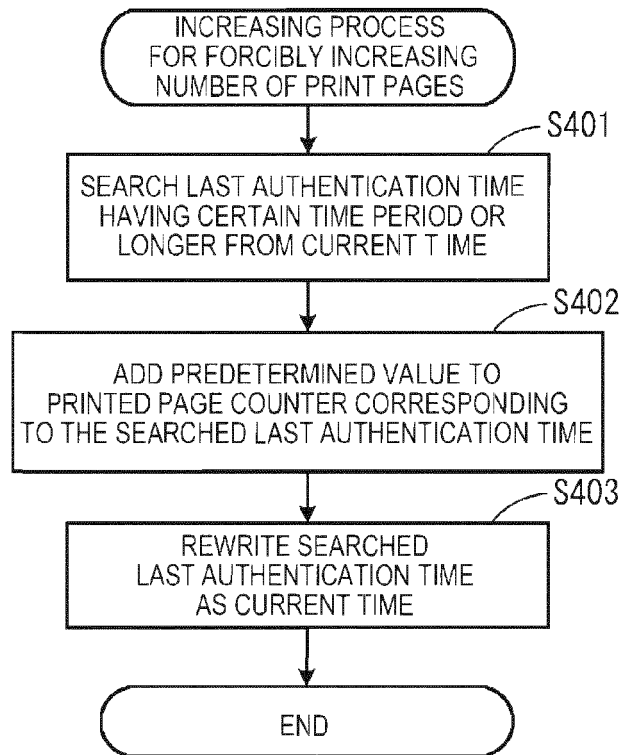 INCREASING PROCESS
FOR FORCIBLY INCREASING
NUMBER OF PRINT PAGES
S401
SEARCH LAST AUTHENTICATION TIME
HAVING CERTAIN TIME PERIOD OR
LONGER FROM CURRENT T IME
S402
ADD PREDETERMINED VALUE TO
PRINTED PAGE COUNTER CORRESPONDING
TO THE SEARCHED LAST AUTHENTICATION TIME
S403
REWRITE SEARCHED
LAST AUTHENTICATION TIME
AS CURRENT TIME
END